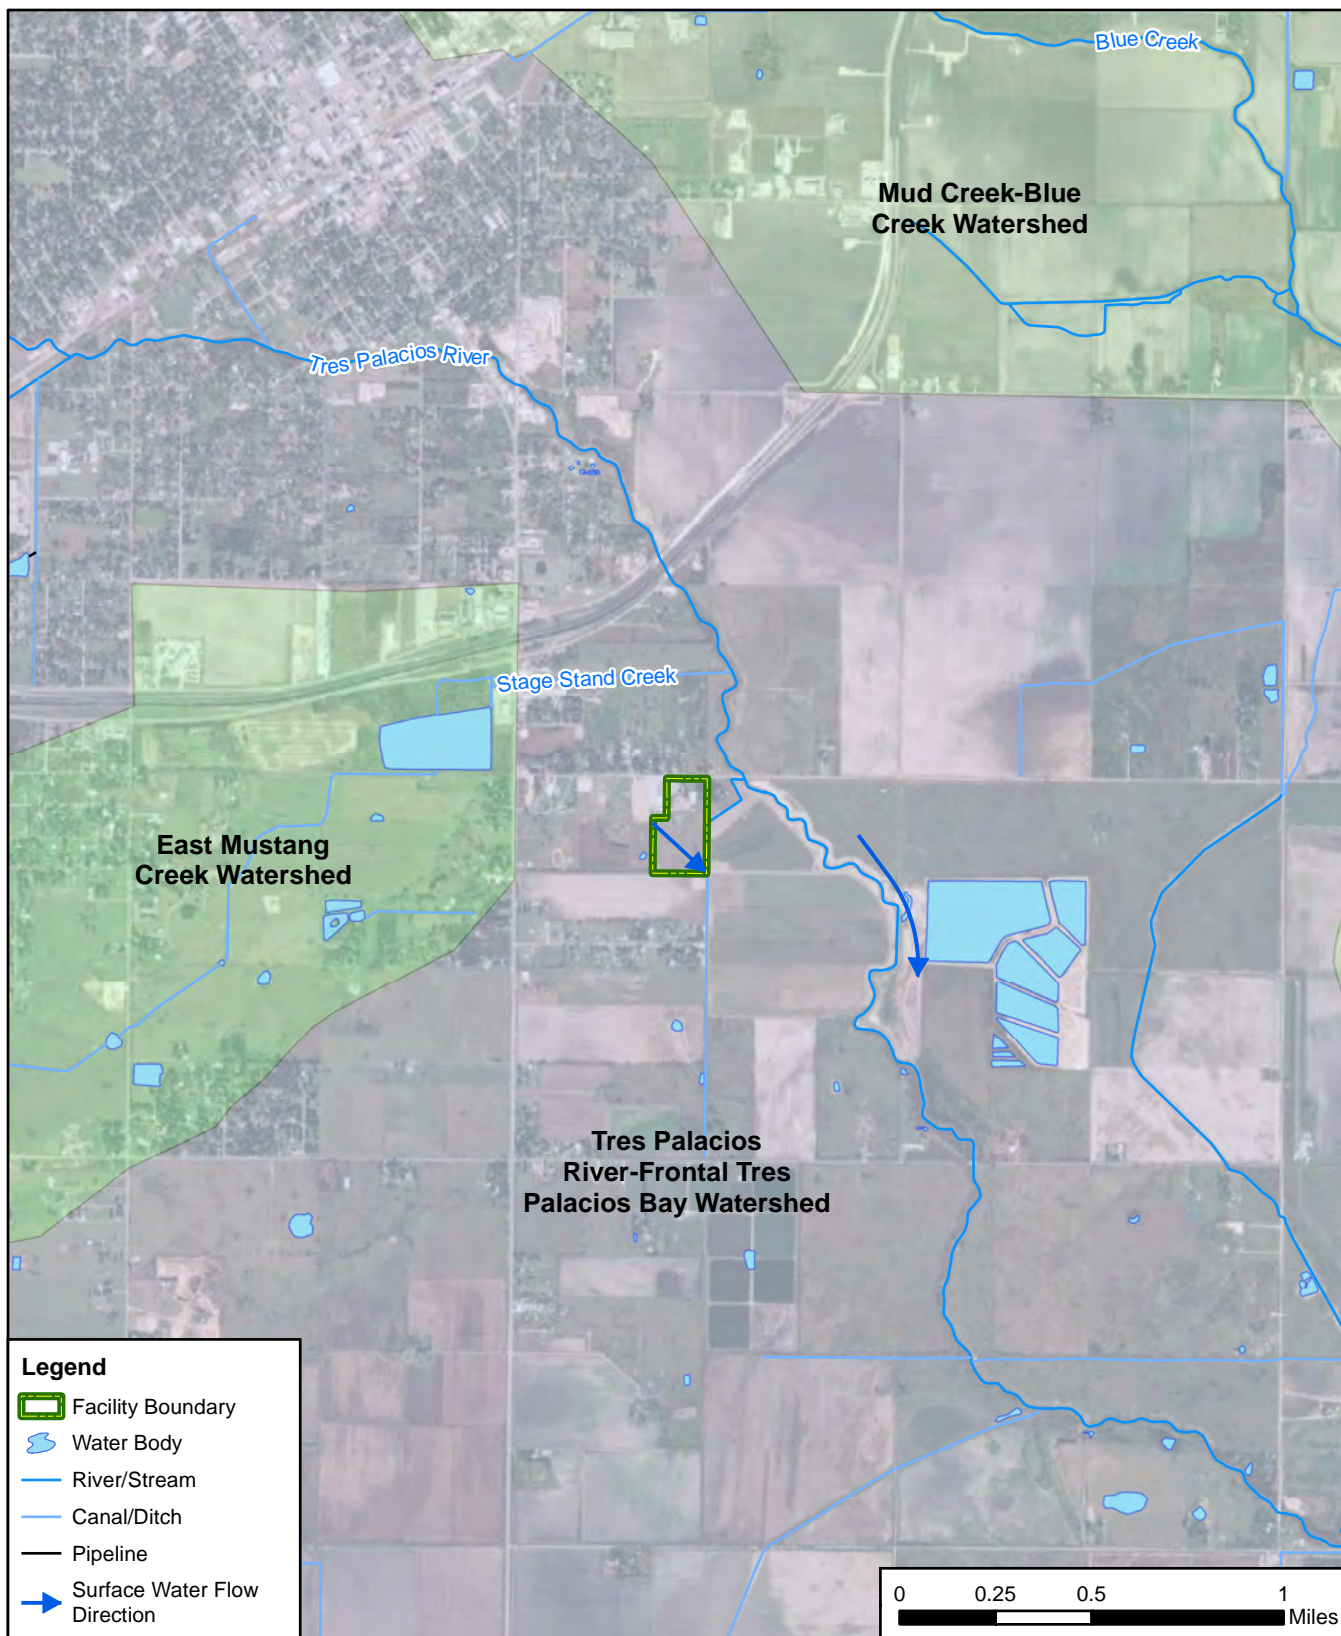 Blue Creek
Mud Creek-Blue
Creek Watershed
Tres Palacios River
Stage Stand Creek
East Mustang
Creek Watershed
Tres Palacios
River-Frontal Tres
Palacios Bay Watershed
Legend
Facility Boundary
Water Body
River/Stream
Canal/Ditch
Pipeline
Surface Water Flow
Direction
0 0.25 0.5 1
Miles